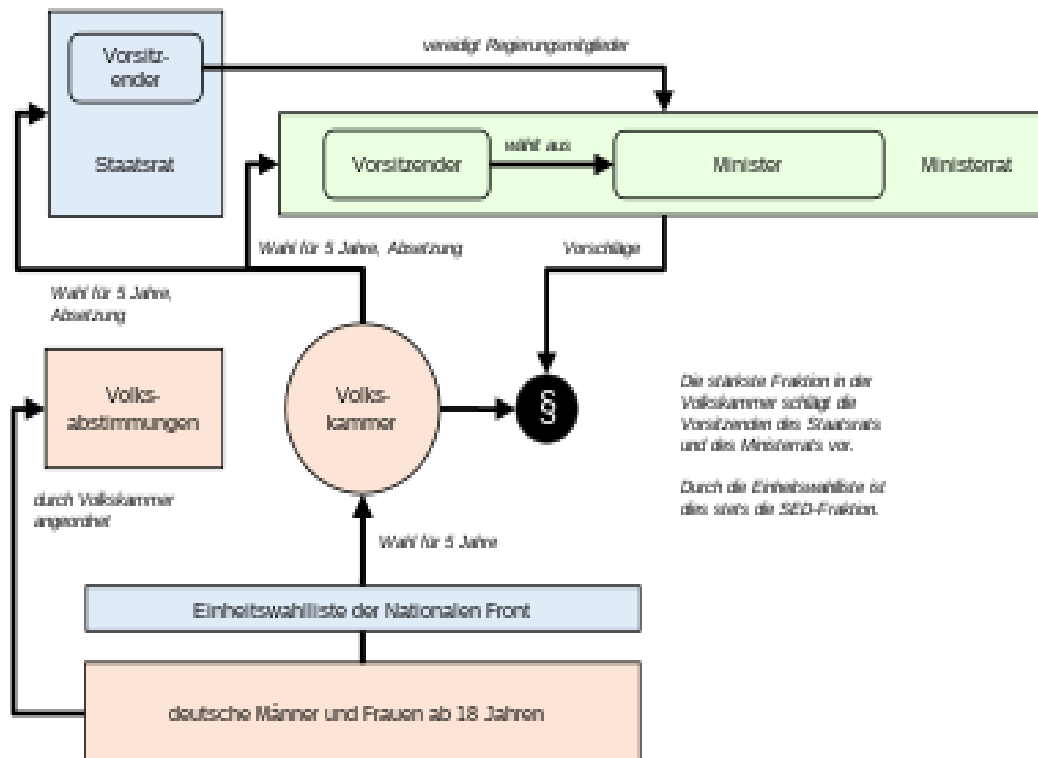 vereidigt Regierungsmitglieder
Vorsitz-
ender
Staatsrat
Vorsitzender
wählt aus
Minister
Ministerrat
Wahl für 5 Jahre, Absetzung
Vorschläge
Wahl für 5 Jahre,
Absetzung
Volks-
abstimmungen
Volks-
kammer
§
Die stärkste Fraktion in der
Volkskammer schlägt die
Vorsitzenden des Staatsrats
und des Ministerrats vor.
Durch die Einheitswahlliste ist
dies stets die SED-Fraktion.
durch Volkskammer
angeordnet
Wahl für 5 Jahre
Einheitswahlliste der Nationalen Front
deutsche Männer und Frauen ab 18 Jahren